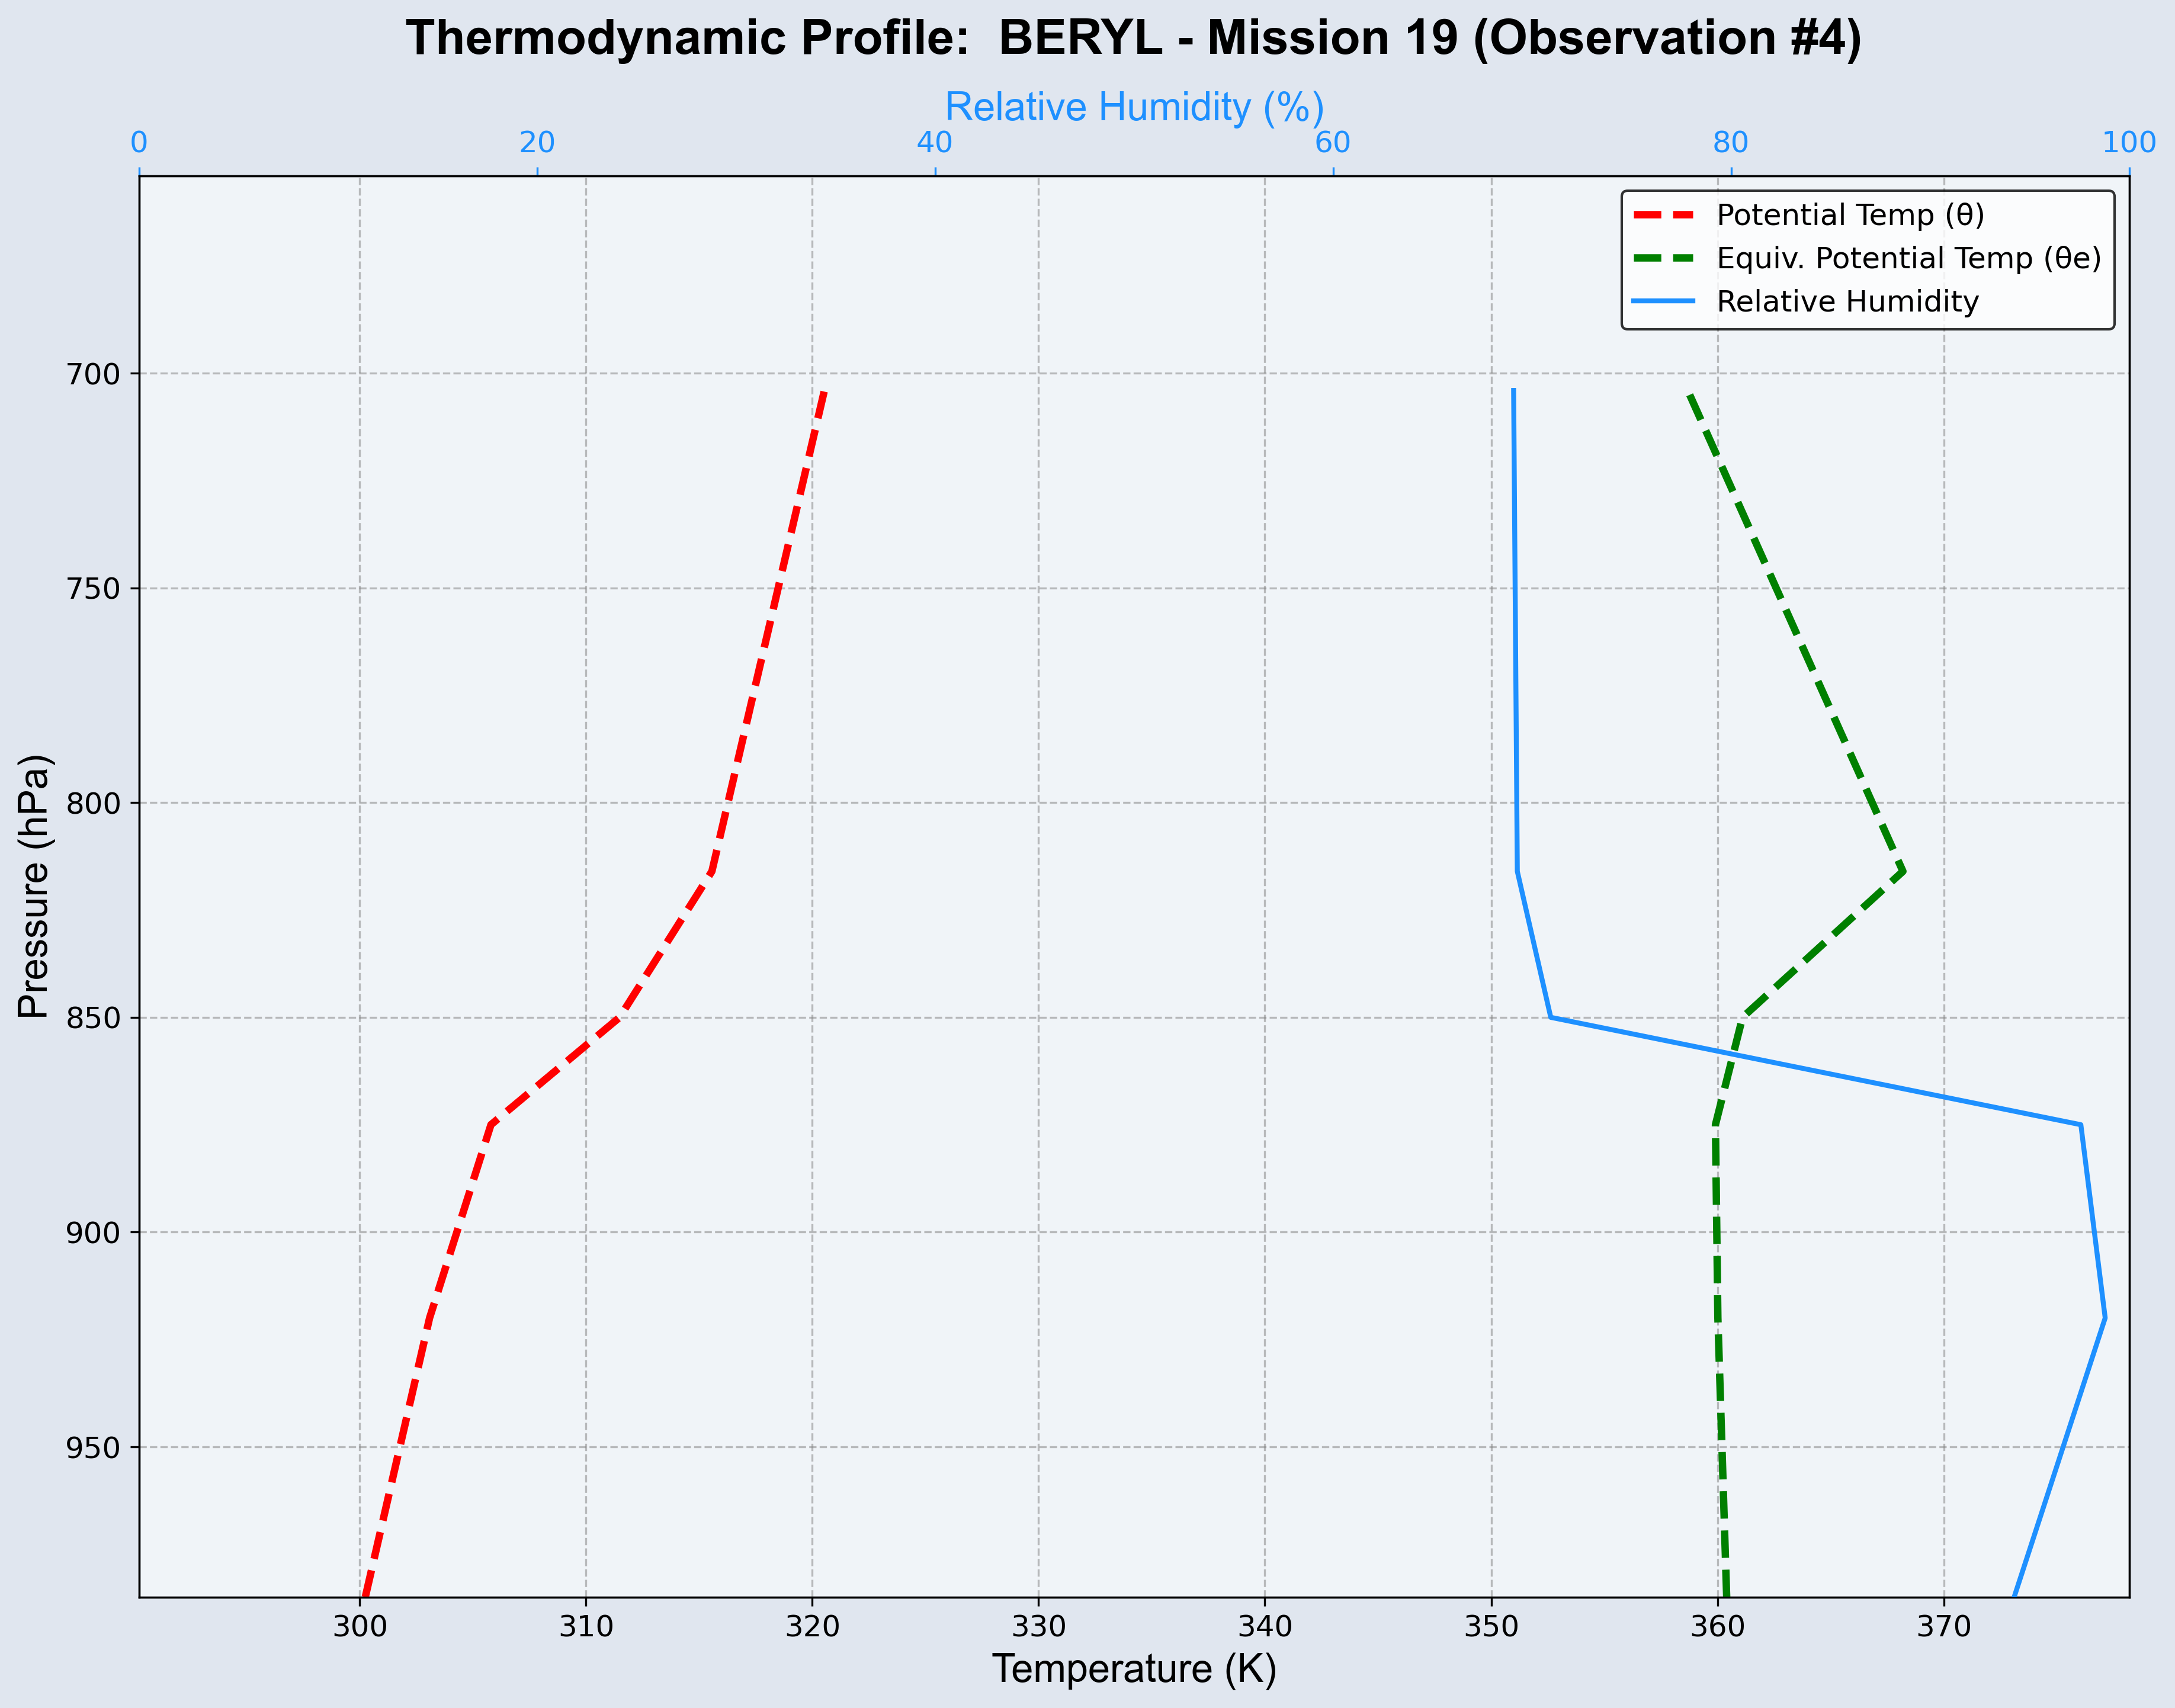 Thermodynamic Profile:  BERYL - Mission 19 (Observation #4)
Relative Humidity (%)
0 20 40 60 80 100
Potential Temp (θ)
Equiv. Potential Temp (θe)
Relative Humidity
Pressure (hPa)
700
750
800
850
900
950
300 310 320 330 340 350 360 370
Temperature (K)